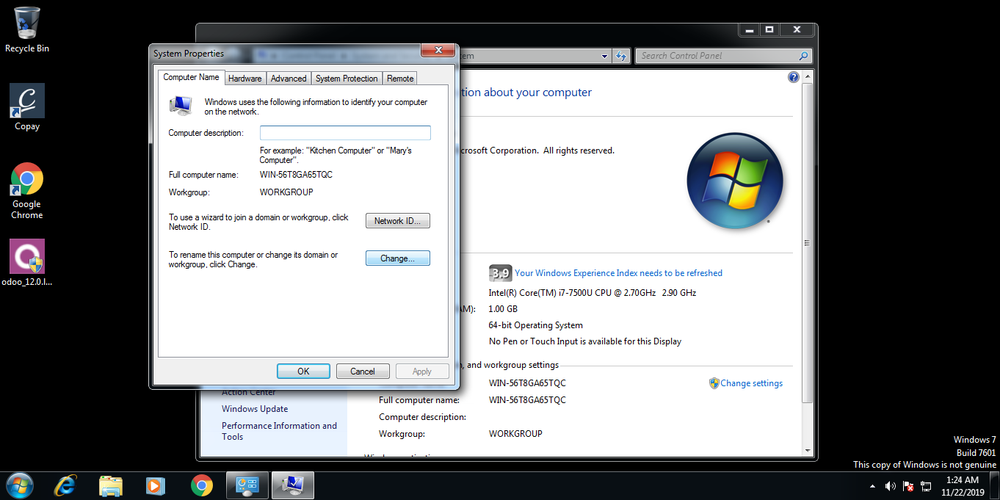 Recycle Bin
Copay
Google
Chrome
odoo_12.0.l...
System Properties
Computer Name
Hardware
Advanced
System Protection
Remote
Windows uses the following information to identify your computer
on the network.
Computer description:
For example: "Kitchen Computer" or "Mary's
Computer".
Full computer name:
WIN-56T8GA65TQC
Workgroup:
WORKGROUP
To use a wizard to join a domain or workgroup, click
Network ID.
Network ID...
To rename this computer or change its domain or
workgroup, click Change.
Change...
OK
Cancel
Apply
Search Control Panel
about your computer
Corporation. All rights reserved.
3.9
Your Windows Experience Index needs to be refreshed
Intel(R) Core(TM) i7-7500U CPU @ 2.70GHz 2.90 GHz
1.00 GB
64-bit Operating System
No Pen or Touch Input is available for this Display
, and workgroup settings
WIN-56T8GA65TQC
Change settings
Full computer name:
WIN-56T8GA65TQC
Computer description:
Workgroup:
WORKGROUP
Action Center
Windows Update
Performance Information and
Tools
Windows 7
Build 7601
This copy of Windows is not genuine
1:24 AM
11/22/2019